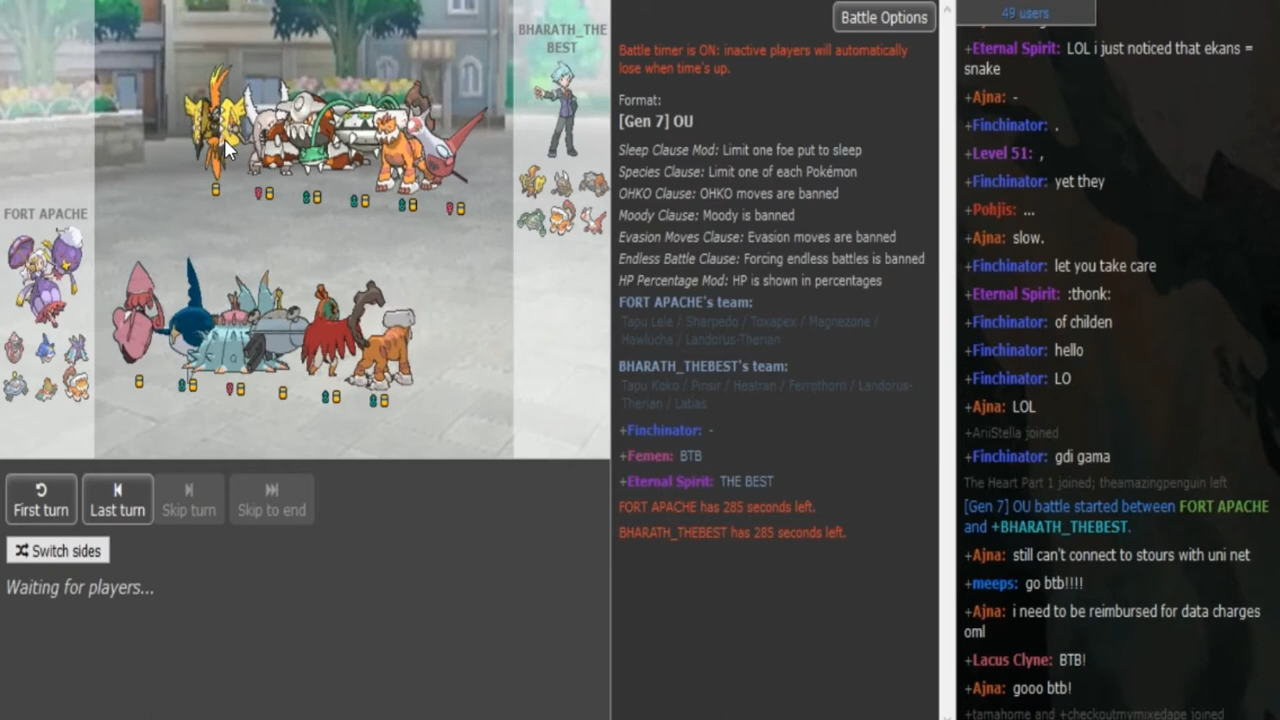 BHARATH_THE
BEST
FORT APACHE
First turn
Last turn
Skip turn
Skip to end
Switch sides
Waiting for players...
Battle Options
Battle timer is ON: inactive players will automatically
lose when time's up.
Format:
[Gen 7] OU
Sleep Clause Mod: Limit one foe put to sleep
Species Clause: Limit one of each Pokémon
OHKO Clause: OHKO moves are banned
Moody Clause: Moody is banned
Evasion Moves Clause: Evasion moves are banned
Endless Battle Clause: Forcing endless battles is banned
HP Percentage Mod: HP is shown in percentages
FORT APACHE's team:
Tapu Lele / Sharpedo / Toxapex / Magnezone /
Hawlucha / Landorus-Therian
BHARATH_THEBEST's team:
Tapu Koko / Pinsir / Heatran / Ferrothorn / Landorus-
Therian / Latias
+Finchinator: -
+Femen: BTB
+Eternal Spirit: THE BEST
FORT APACHE has 285 seconds left.
BHARATH_THEBEST has 285 seconds left.
49 users
+Eternal Spirit: LOL i just noticed that ekans =
snake
+Ajna: -
+Finchinator: .
+Level 51: ,
+Finchinator: yet they
+Pohjis: ...
+Ajna: slow.
+Finchinator: let you take care
+Eternal Spirit: :thonk:
+Finchinator: of childen
+Finchinator: hello
+Finchinator: LO
+Ajna: LOL
+AriiStella joined
+Finchinator: gdi gama
The Heart Part 1 joined; theamazingpenguin left
[Gen 7] OU battle started between FORT APACHE
and +BHARATH_THEBEST.
+Ajna: still can't connect to stours with uni net
+meeps: go btb!!!!
+Ajna: i need to be reimbursed for data charges
oml
+Lacus Clyne: BTB!
+Ajna: gooo btb!
+tamahome and +checkoutmymixedape joined